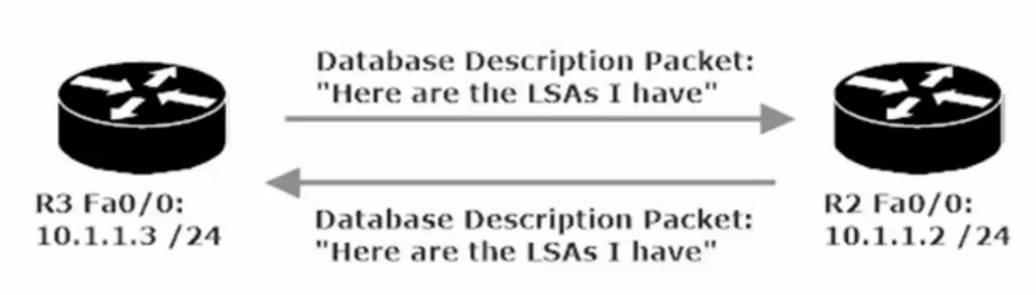 Database Description Packet:
"Here are the LSAs I have"
R3 Fa0/0:
10.1.1.3 /24
Database Description Packet:
"Here are the LSAs I have"
R2 Fa0/0:
10.1.1.2 /24